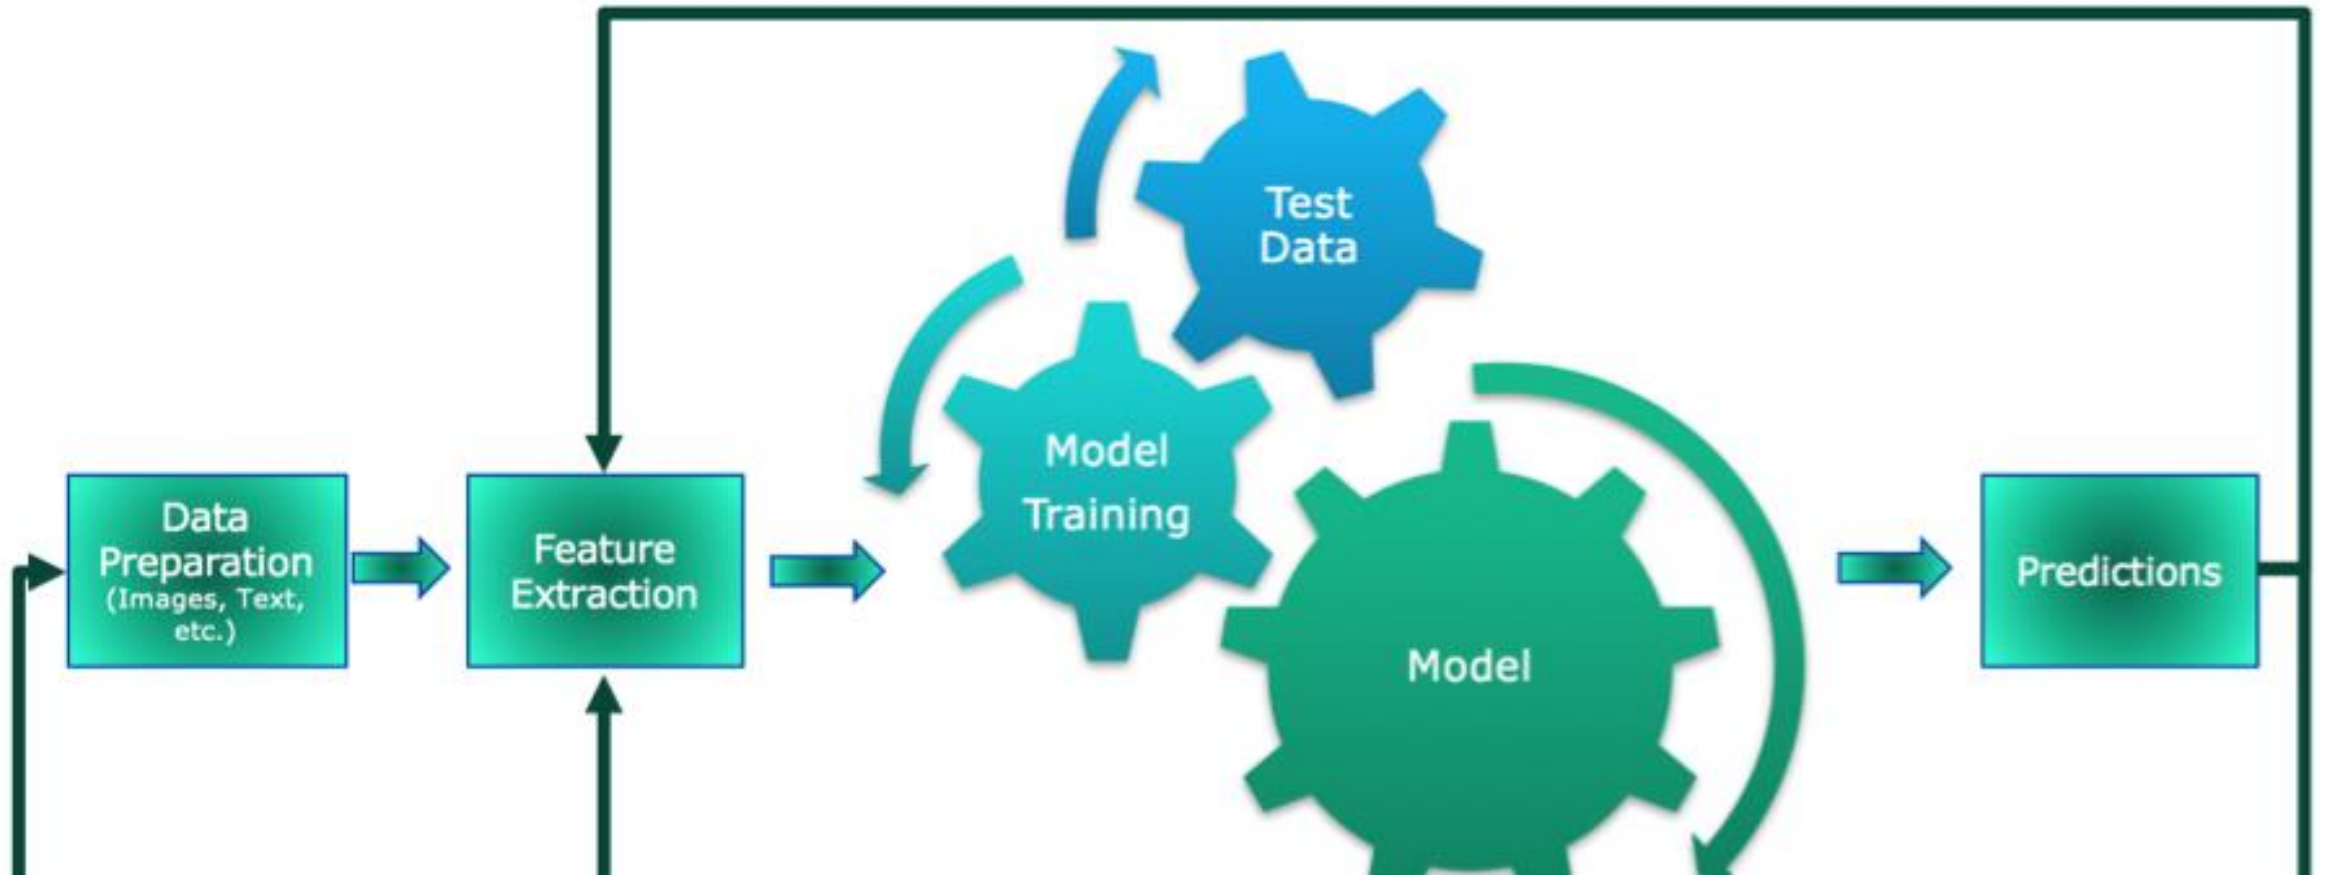 Test
Data
Model
Training
Data
Preparation
(Images, Text,
etc.)
Feature
Extraction
Model
Predictions